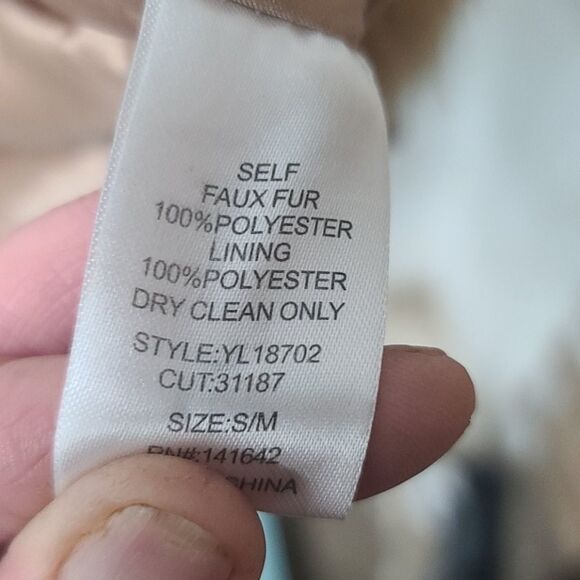 SELF
FAUX FUR
100%POLYESTER
LINING
100%POLYESTER
DRY CLEAN ONLY
STYLE:YL18702
CUT:31187
SIZE:S/M
RN#:141642
CHINA